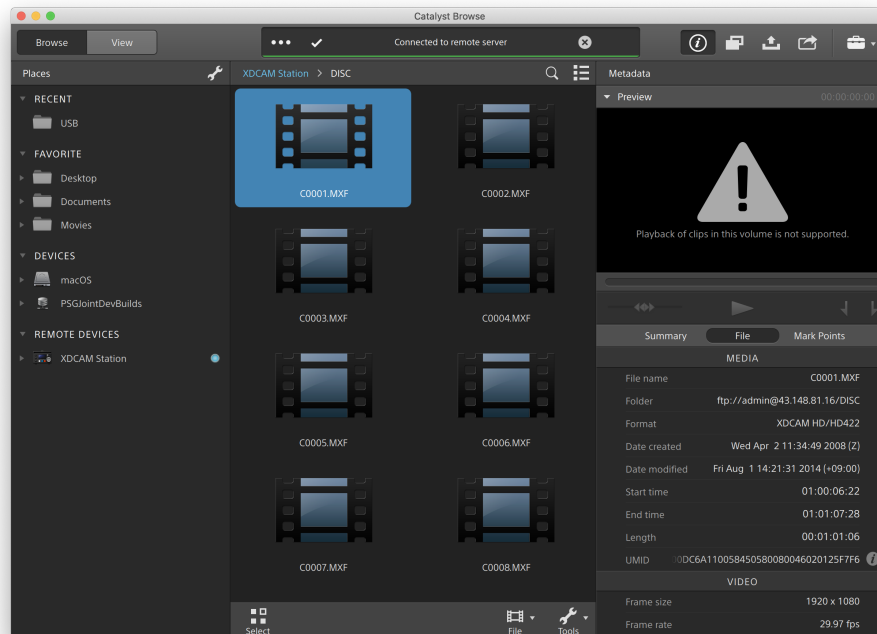 Catalyst Browse
Browse
View
Connected to remote server
Places
XDCAM Station > DISC
Metadata
RECENT
USB
FAVORITE
Desktop
Documents
Movies
DEVICES
macOS
PSGJointDevBuilds
REMOTE DEVICES
XDCAM Station
C0001.MXF
C0002.MXF
C0003.MXF
C0004.MXF
C0005.MXF
C0006.MXF
C0007.MXF
C0008.MXF
Select
File
Tools
Preview 00:00:00:00
Playback of clips in this volume is not supported.
Summary
File
Mark Points
MEDIA
File name C0001.MXF
Folder ftp://admin@43.148.81.16/DISC
Format XDCAM HD/HD422
Date created Wed Apr 2 11:34:49 2008 (Z)
Date modified Fri Aug 1 14:21:31 2014 (+09:00)
Start time 01:00:06:22
End time 01:01:07:28
Length 00:01:01:06
UMID
VIDEO
Frame size 1920 x 1080
Frame rate 29.97 fps